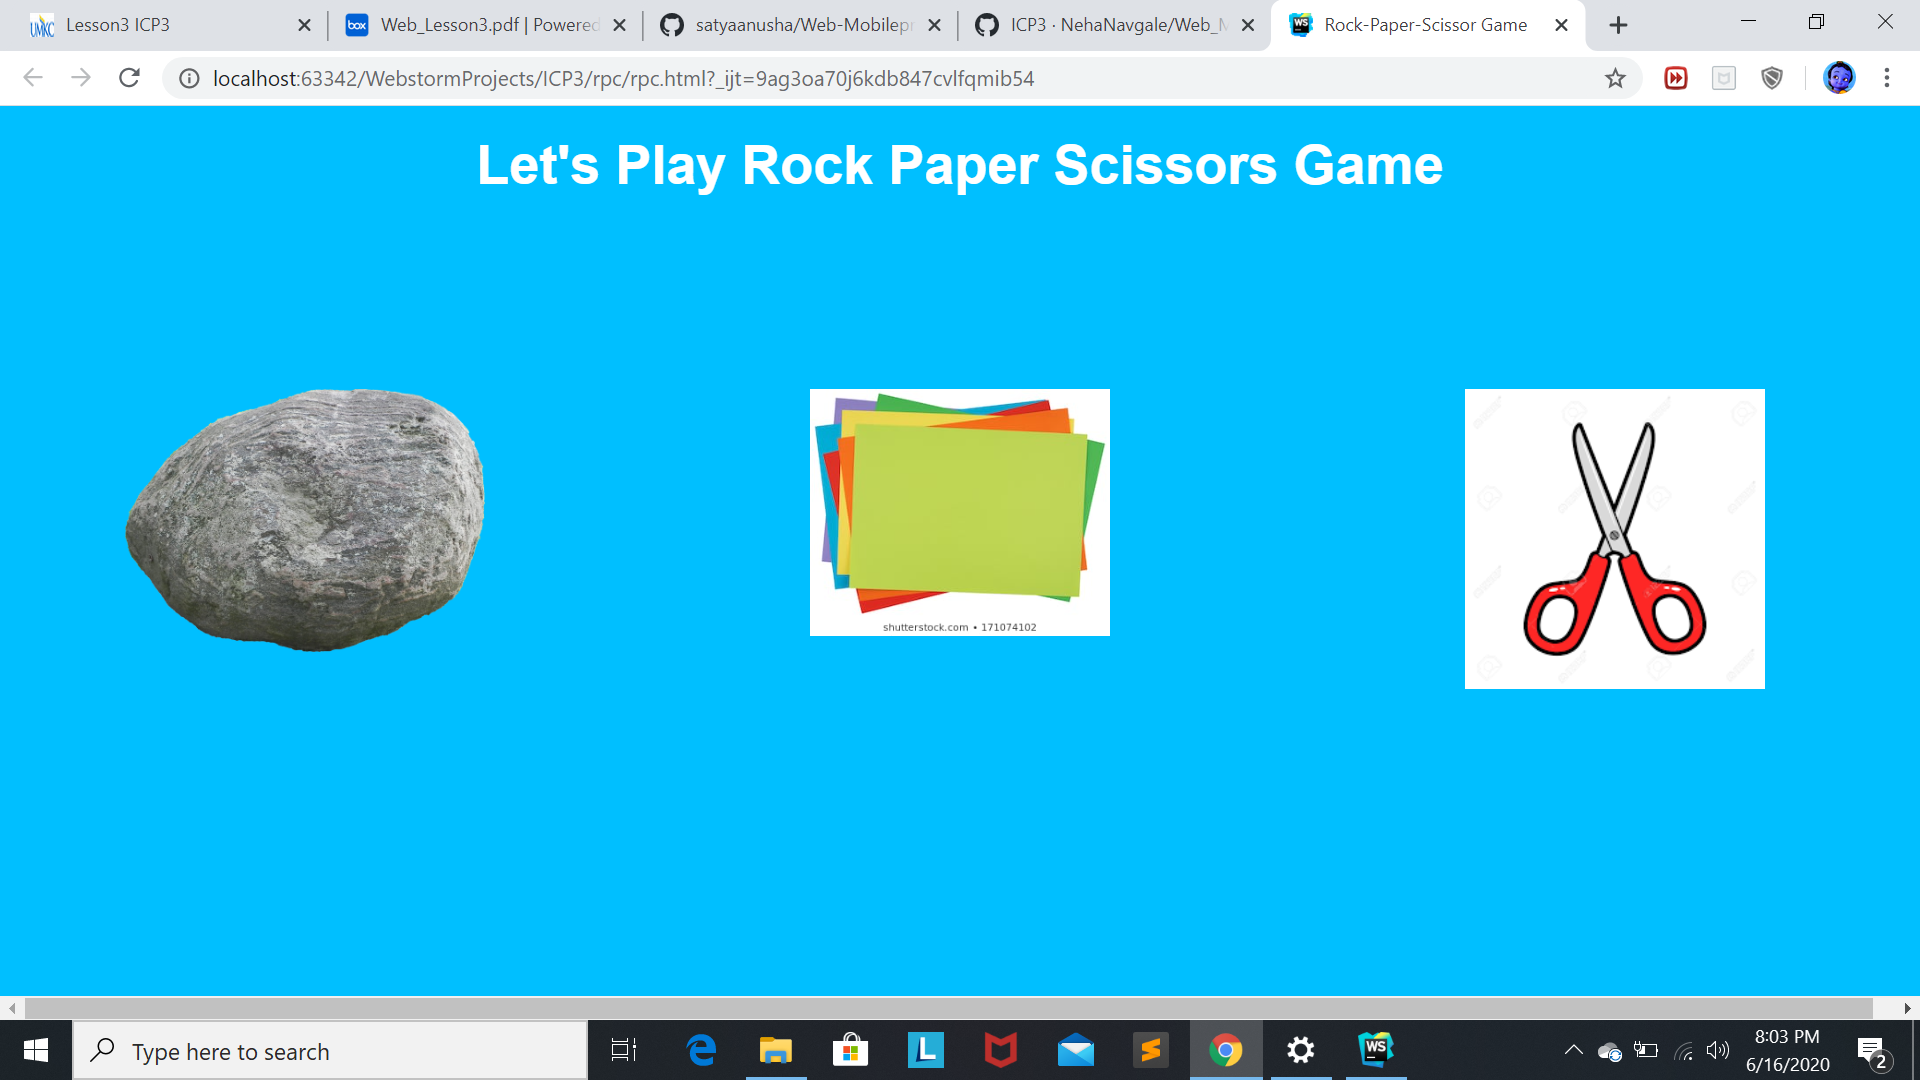 Lesson3 ICP3
Web_Lesson3.pdf | Powered
satyaanusha/Web-Mobilepr
ICP3 · NehaNavgale/Web_M
Rock-Paper-Scissor Game
localhost:63342/WebstormProjects/ICP3/rpc/rpc.html?_ijt=9ag3oa70j6kdb847cvlfqmib54
Let's Play Rock Paper Scissors Game
shutterstock.com • 171074102
Type here to search
8:03 PM
6/16/2020
2